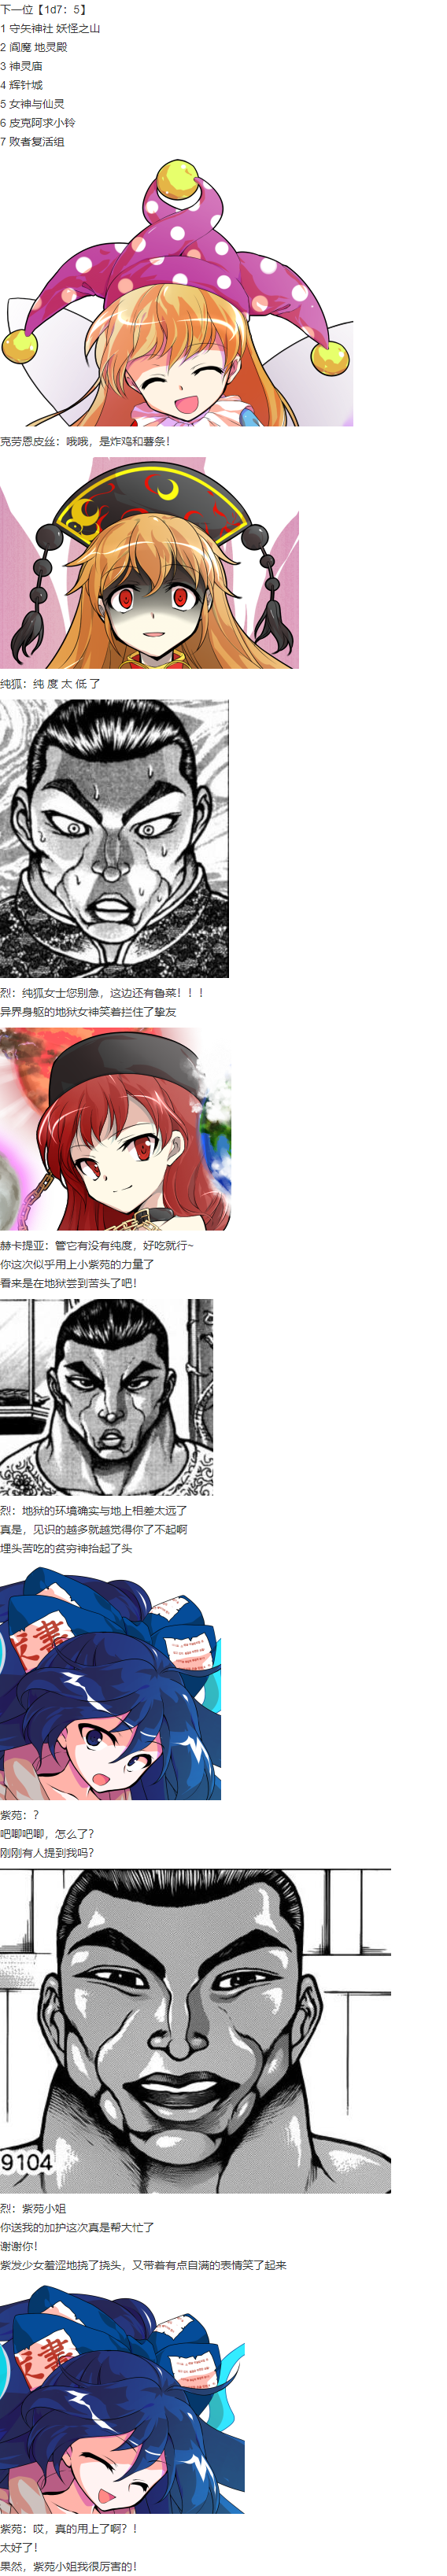 下一位【1d7：5】
1 守矢神社 妖怪之山
2 阎魔 地灵殿
3 神灵庙
4 辉针城
5 女神与仙灵
6 皮克阿求小铃
7 败者复活组
克劳恩皮丝：哦哦，是炸鸡和薯条！
纯狐：纯 度 太 低 了
烈：纯狐女士您别急，这边还有鲁菜！！！
异界身躯的地狱女神笑着拦住了挚友
赫卡提亚：管它有没有纯度，好吃就行~
你这次似乎用上小紫苑的力量了
看来是在地狱尝到苦头了吧！
烈：地狱的环境确实与地上相差太远了
真是，见识的越多就越觉得你了不起啊
埋头苦吃的贫穷神抬起了头
紫苑：？
吧唧吧唧，怎么了？
刚刚有人提到我吗？
9104
烈：紫苑小姐
你送我的加护这次真是帮大忙了
谢谢你！
紫发少女羞涩地挠了挠头，又带着有点自满的表情笑了起来
紫苑：哎，真的用上了啊？！
太好了！
果然，紫苑小姐我很厉害的！